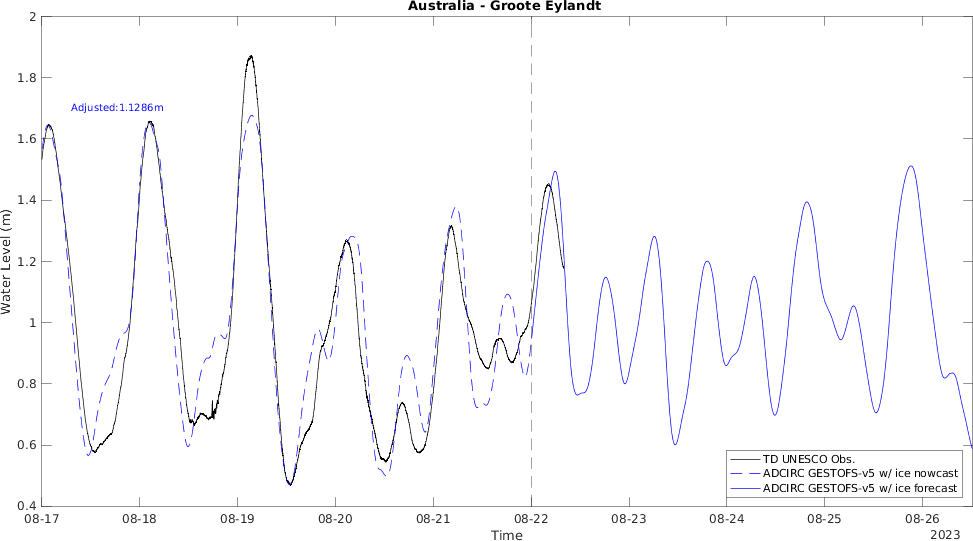 Australia - Groote Eylandt
2
1.8
1.6
1.4
1.2
1
0.8
0.6
0.4
Water Level (m)
Adjusted:1.1286m
TD UNESCO Obs.
ADCIRC GESTOFS-v5 w/ ice nowcast
ADCIRC GESTOFS-v5 w/ ice forecast
08-17 08-18 08-19 08-20 08-21 08-22 08-23 08-24 08-25 08-26
Time
2023